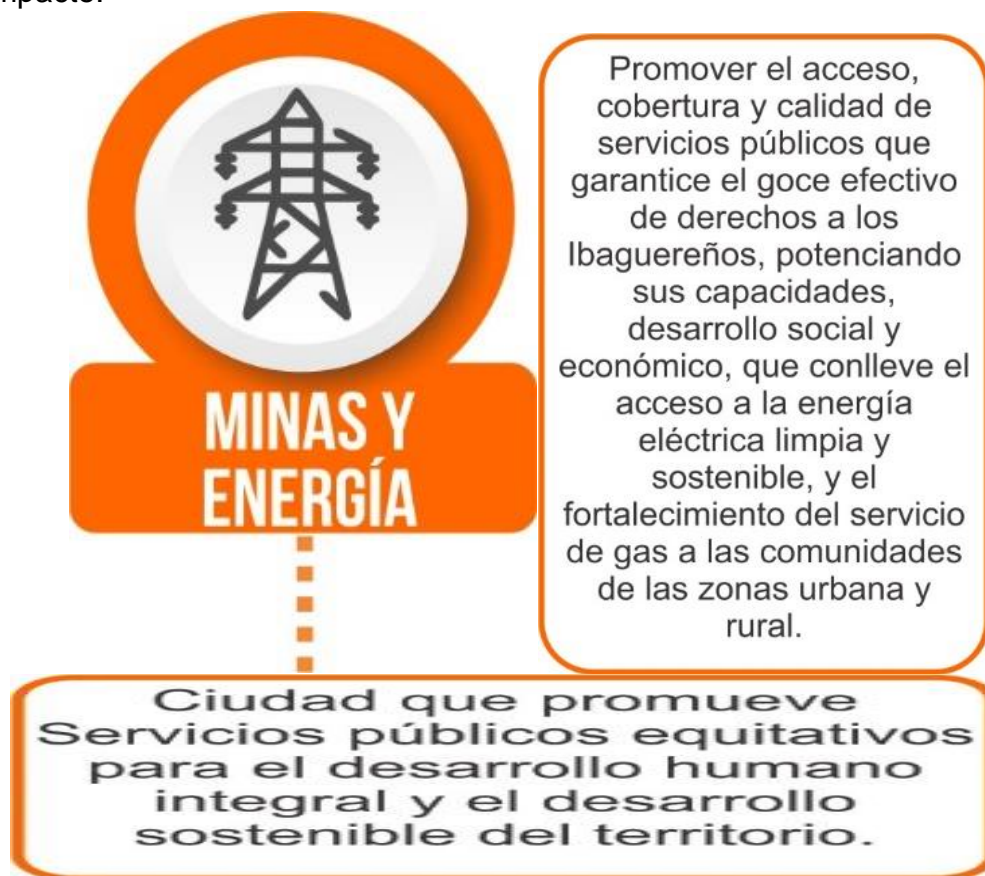 MINAS Y
ENERGÍA
Promover el acceso,
cobertura y calidad de
servicios públicos que
garantice el goce efectivo
de derechos a los
Ibaguereños, potenciando
sus capacidades,
desarrollo social y
económico, que conlleve el
acceso a la energía
eléctrica limpia y
sostenible, y el
fortalecimiento del servicio
de gas a las comunidades
de las zonas urbana y
rural.
Ciudad que promueve
Servicios públicos equitativos
para el desarrollo humano
integral y el desarrollo
sostenible del territorio.